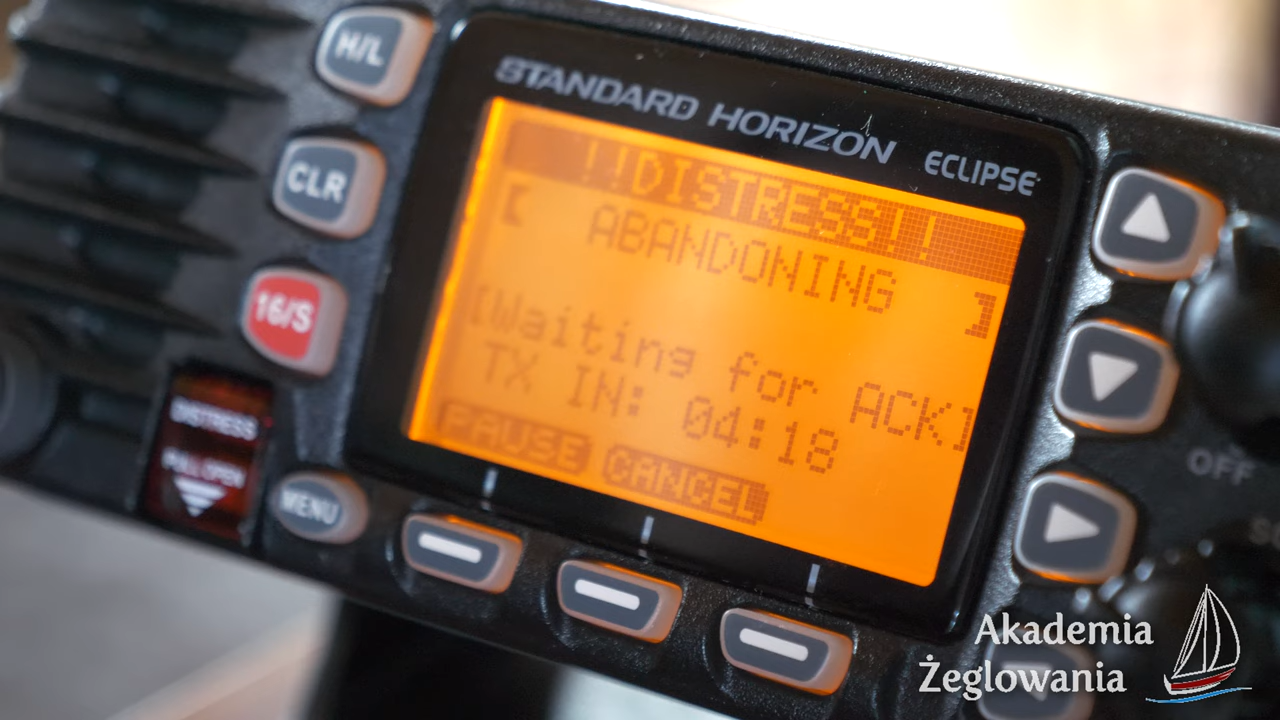 H/L
STANDARD HORIZON ECLIPSE
CLR
!!DISTRESS!!
[ ABANDONING ]
16/S
[Waiting for ACK]
TX IN: 04:18
PAUSE CANCEL
DISTRESS
PULL OPEN
MENU
OFF
Akademia
Żeglowania